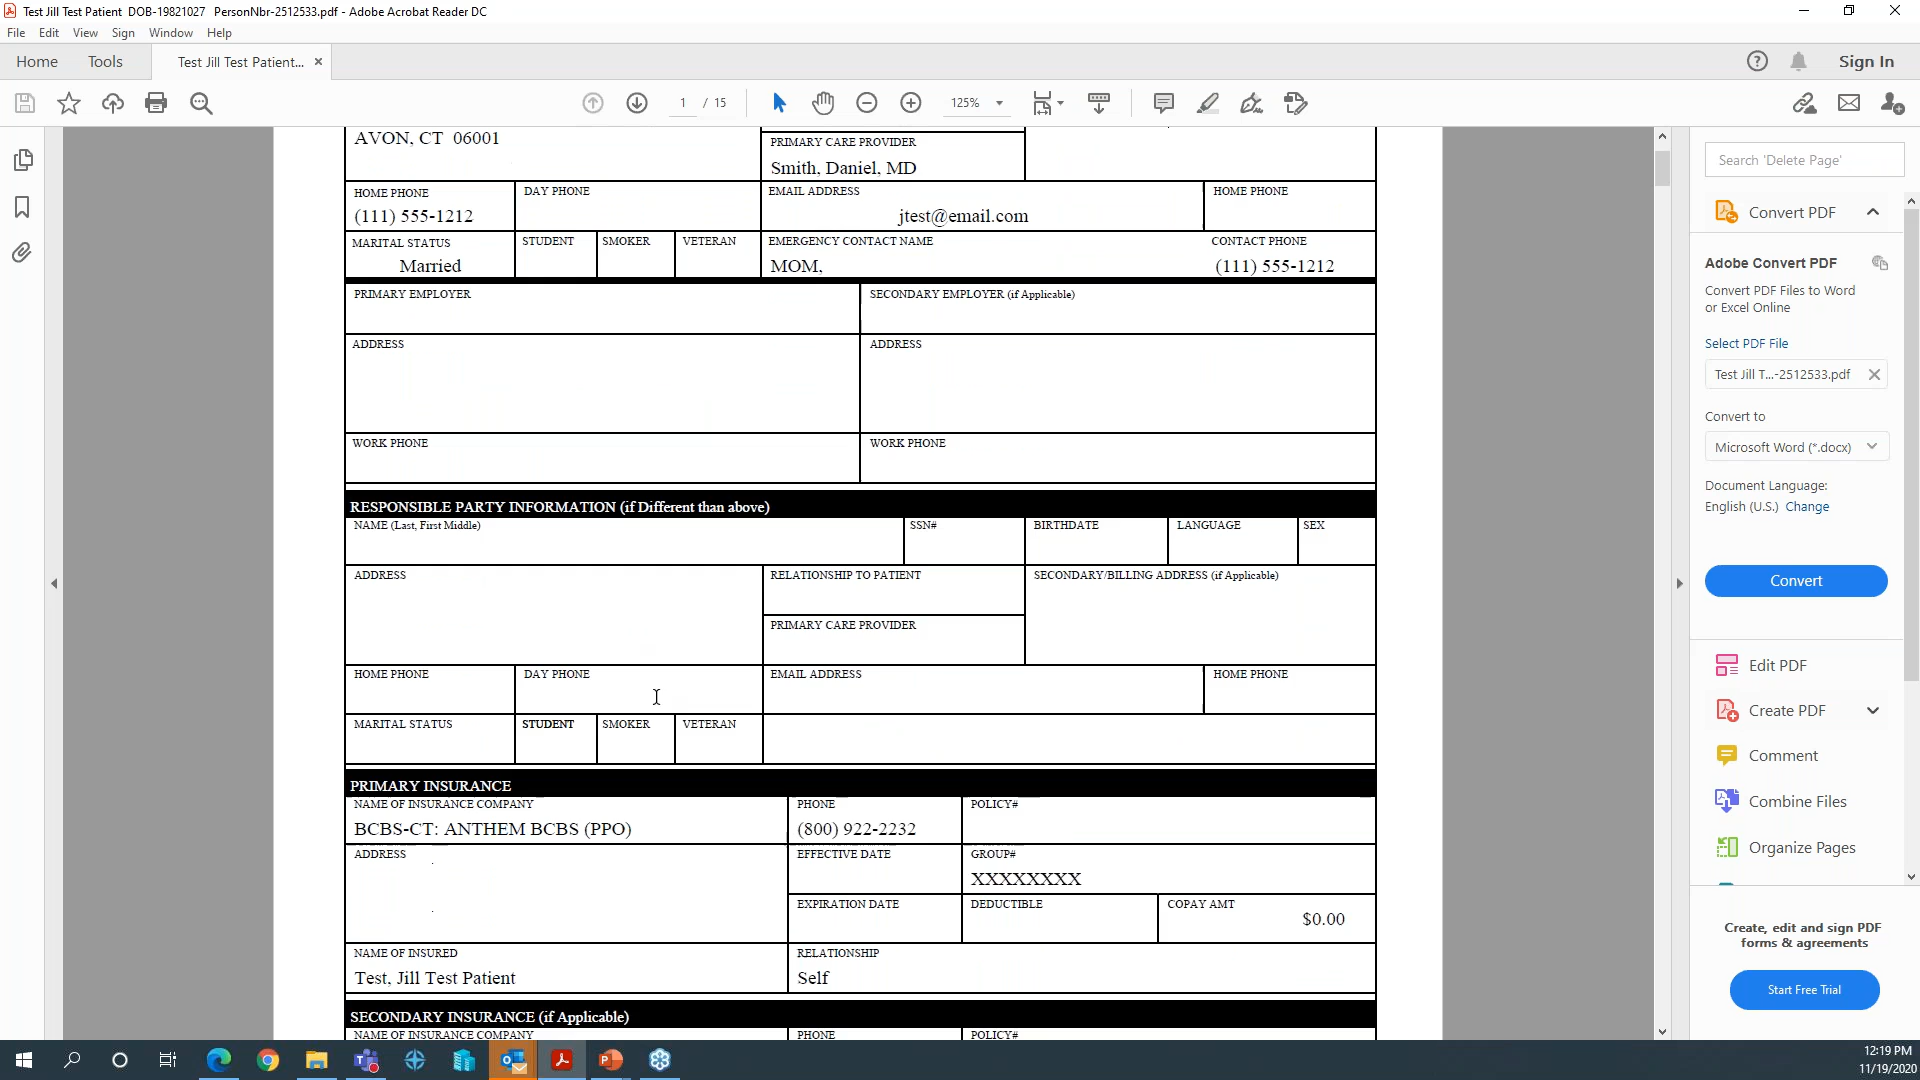 Test Jill Test Patient DOB-19821027 PersonNbr-2512533.pdf - Adobe Acrobat Reader DC
File Edit View Sign Window Help
Home Tools Test Jill Test Patient... × Sign In
1 / 15 125%
AVON, CT 06001
PRIMARY CARE PROVIDER
Smith, Daniel, MD
HOME PHONE DAY PHONE EMAIL ADDRESS HOME PHONE
(111) 555-1212 jtest@email.com
MARITAL STATUS STUDENT SMOKER VETERAN EMERGENCY CONTACT NAME CONTACT PHONE
Married MOM, (111) 555-1212
PRIMARY EMPLOYER SECONDARY EMPLOYER (if Applicable)
ADDRESS ADDRESS
WORK PHONE WORK PHONE
RESPONSIBLE PARTY INFORMATION (if Different than above)
NAME (Last, First Middle) SSN# BIRTHDATE LANGUAGE SEX
ADDRESS RELATIONSHIP TO PATIENT SECONDARY/BILLING ADDRESS (if Applicable)
PRIMARY CARE PROVIDER
HOME PHONE DAY PHONE EMAIL ADDRESS HOME PHONE
MARITAL STATUS STUDENT SMOKER VETERAN
PRIMARY INSURANCE
NAME OF INSURANCE COMPANY PHONE POLICY#
BCBS-CT: ANTHEM BCBS (PPO) (800) 922-2232
ADDRESS EFFECTIVE DATE GROUP#
XXXXXXXX
EXPIRATION DATE DEDUCTIBLE COPAY AMT
$0.00
NAME OF INSURED RELATIONSHIP
Test, Jill Test Patient Self
SECONDARY INSURANCE (if Applicable)
NAME OF INSURANCE COMPANY PHONE POLICY#
Search 'Delete Page'
Convert PDF
Adobe Convert PDF
Convert PDF Files to Word
or Excel Online
Select PDF File
Test Jill T...-2512533.pdf
Convert to
Microsoft Word (*.docx)
Document Language:
English (U.S.) Change
Convert
Edit PDF
Create PDF
Comment
Combine Files
Organize Pages
Create, edit and sign PDF
forms & agreements
Start Free Trial
12:19 PM
11/19/2020